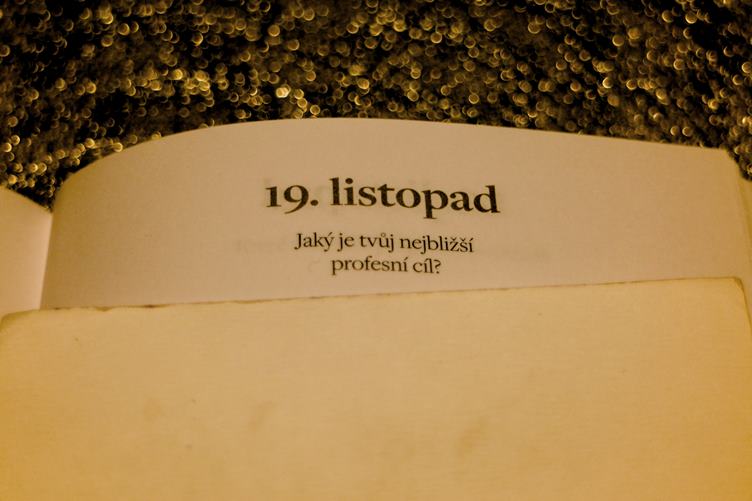 19. listopad
Jaký je tvůj nejbližší
profesní cíl?